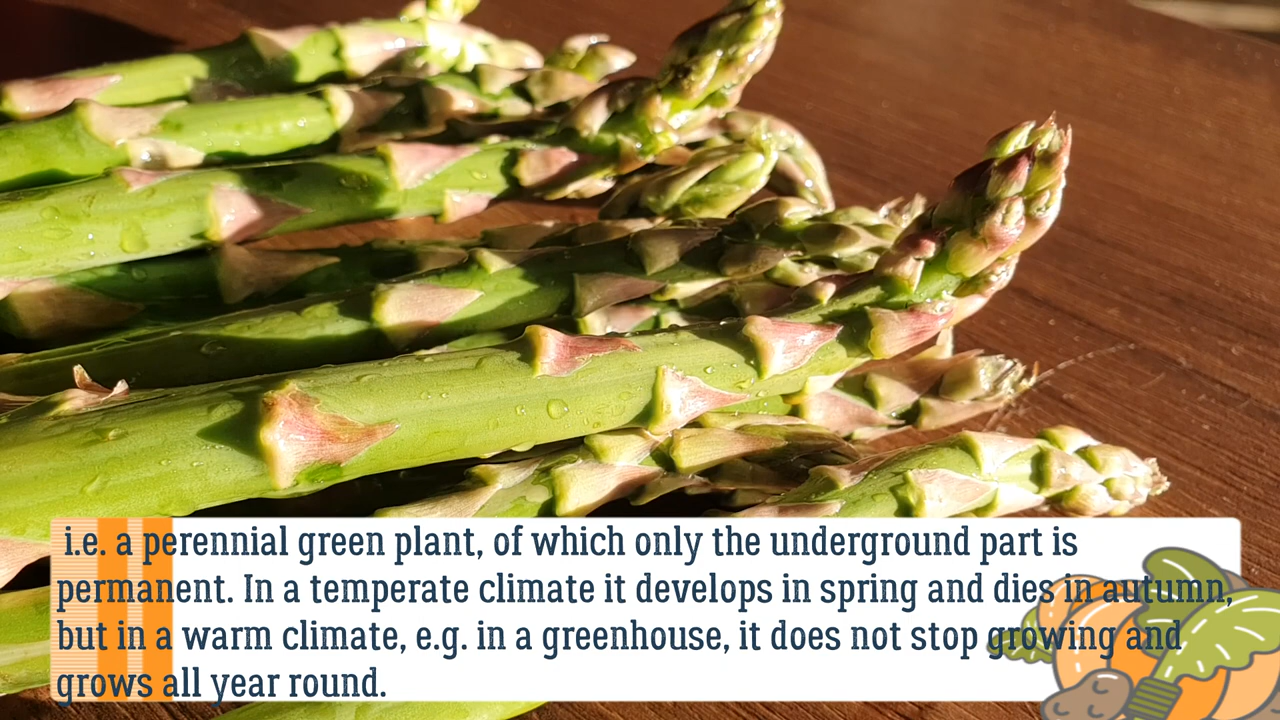 i.e. a perennial green plant, of which only the underground part is
permanent. In a temperate climate it develops in spring and dies in autumn,
but in a warm climate, e.g. in a greenhouse, it does not stop growing and
grows all year round.